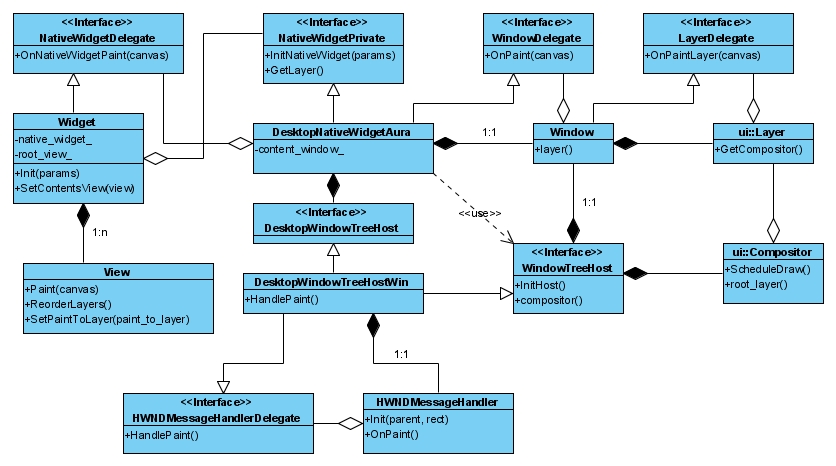 <<Interface>>
NativeWidgetDelegate
+OnNativeWidgetPaint(canvas)
<<Interface>>
NativeWidgetPrivate
+InitNativeWidget(params)
+GetLayer()
<<Interface>>
WindowDelegate
+OnPaint(canvas)
<<Interface>>
LayerDelegate
+OnPaintLayer(canvas)
Widget
-native_widget_
-root_view_
+Init(params)
+SetContentsView(view)
DesktopNativeWidgetAura
-content_window_
1:1
Window
+layer()
ui::Layer
+GetCompositor()
1:n
<<use>>
1:1
<<Interface>>
DesktopWindowTreeHost
View
+Paint(canvas)
+ReorderLayers()
+SetPaintToLayer(paint_to_layer)
DesktopWindowTreeHostWin
+HandlePaint()
<<Interface>>
WindowTreeHost
+InitHost()
+compositor()
ui::Compositor
+ScheduleDraw()
+root_layer()
1:1
<<Interface>>
HWNDMessageHandlerDelegate
+HandlePaint()
HWNDMessageHandler
+Init(parent, rect)
+OnPaint()